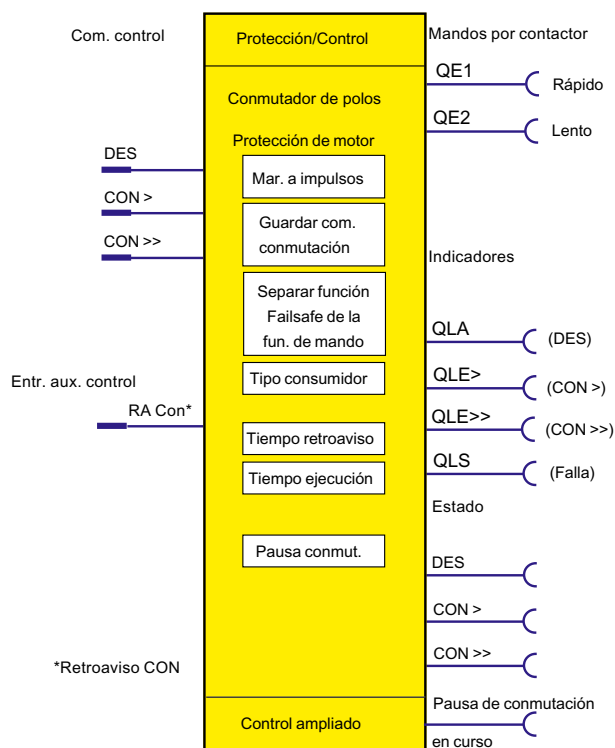 Com. control
Protección/Control
Mandos por contactor
QE1
Rápido
Conmutador de polos
QE2
Lento
Protección de motor
DES
Mar. a impulsos
CON >
Guardar com.
conmutación
CON >>
Indicadores
Separar función
Failsafe de la
fun. de mando
QLA
(DES)
Entr. aux. control
Tipo consumidor
QLE>
(CON >)
RA Con*
QLE>>
(CON >>)
Tiempo retroaviso
QLS
(Falla)
Tiempo ejecución
Estado
Pausa conmut.
DES
CON >
CON >>
*Retroaviso CON
Pausa de conmutación
en curso
Control ampliado